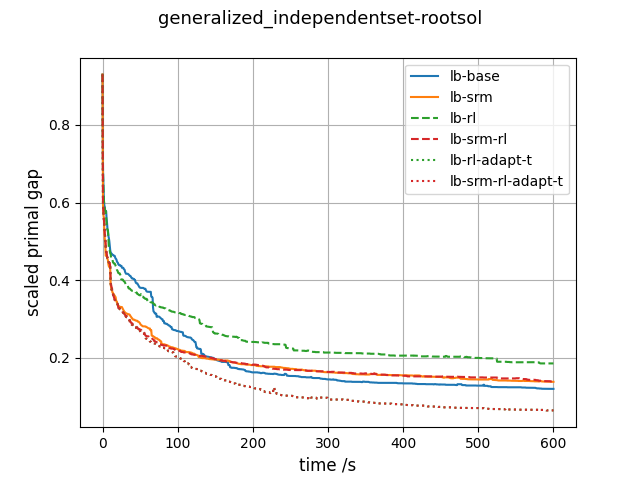 generalized_independentset-rootsol
scaled primal gap
0.8
0.6
0.4
0.2
lb-base
lb-srm
lb-rl
lb-srm-rl
lb-rl-adapt-t
lb-srm-rl-adapt-t
0 100 200 300 400 500 600
time /s